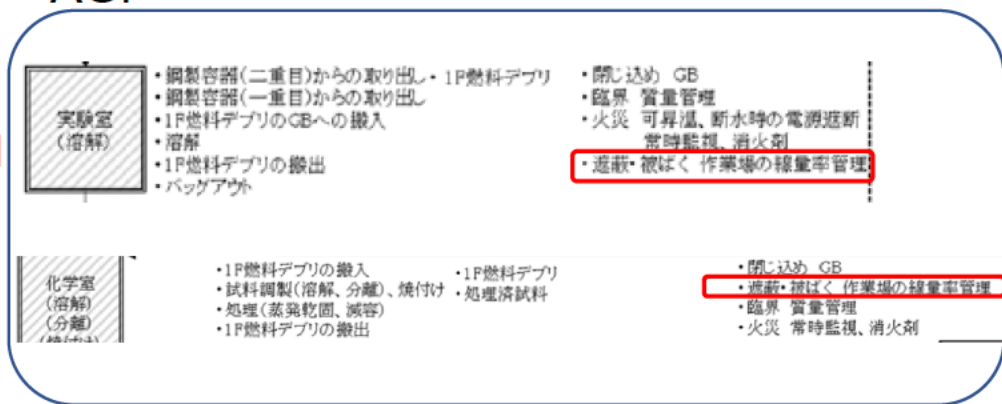 実験室
(溶解)
・鋼製容器(二重目)からの取り出し
・鋼製容器(一重目)からの取り出し
・1F燃料デブリのGBへの搬入
・溶解
・1F燃料デブリの搬出
・バッグアウト
・1F燃料デブリ
・閉じ込め GB
・臨界 質量管理
・火災 可昇温、断水時の電源遮断
常時監視、消火剤
・遮蔽・被ばく 作業場の線量率管理
化学室
(溶解)
(分離)
・1F燃料デブリの搬入
・試料調製(溶解、分離)、焼付け
・処理(蒸発乾固、減容)
・1F燃料デブリの搬出
・1F燃料デブリ
・処理済試料
・閉じ込め GB
・遮蔽・被ばく 作業場の線量率管理
・臨界 質量管理
・火災 常時監視、消火剤